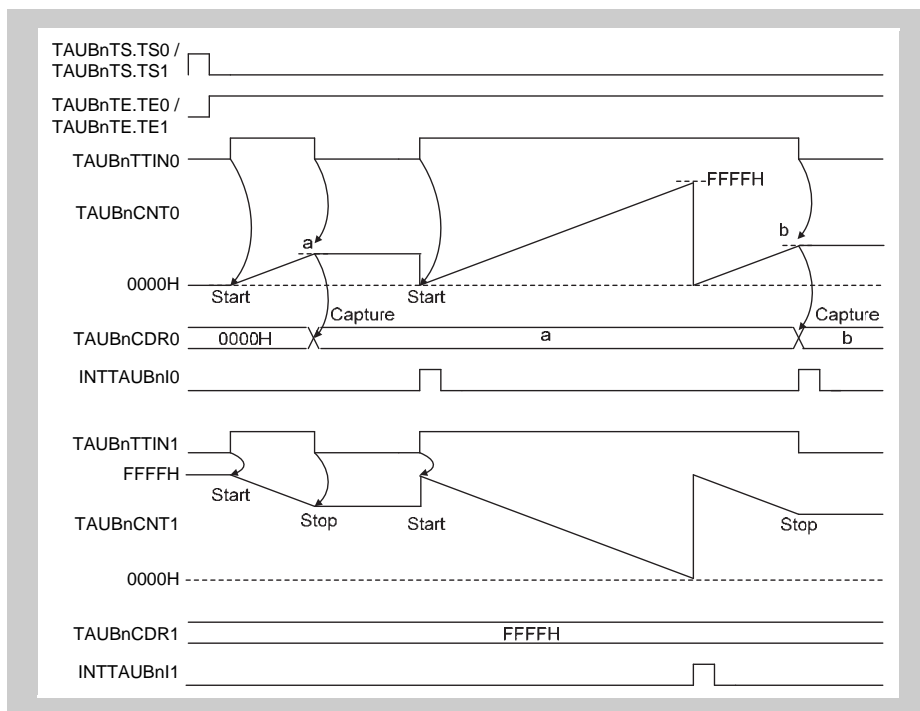 TAUBnTS.TS0 /
TAUBnTS.TS1
TAUBnTE.TE0 /
TAUBnTE.TE1
TAUBnTTIN0
FFFFH
TAUBnCNT0
a
b
0000H
Start
Start
Capture
Capture
TAUBnCDR0
0000H
a
b
INTTAUBnI0
TAUBnTTIN1
FFFFH
Start
TAUBnCNT1
Stop
Start
Stop
0000H
TAUBnCDR1
FFFFH
INTTAUBnI1